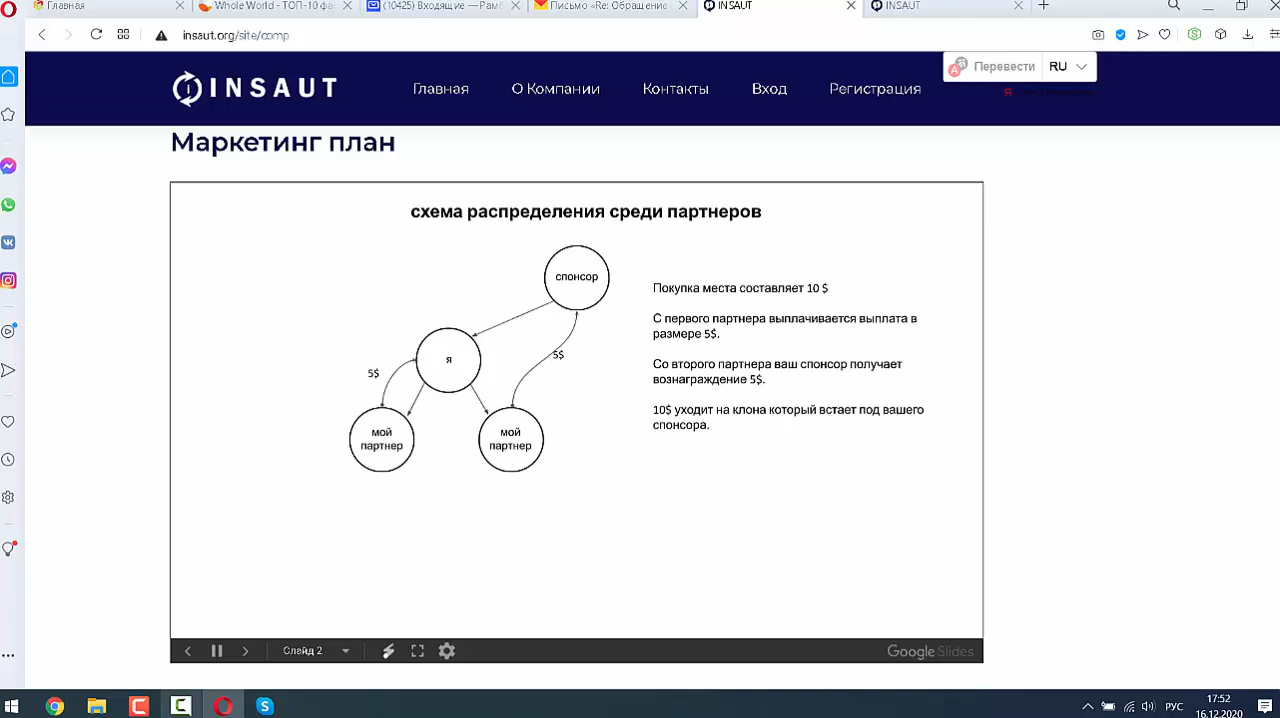 Главная
Whole World - ТОП-10 фа
(10425) Входящие — Рамб
Письмо «Re: Обращение
INSAUT
INSAUT
insaut.org/site/comp
INSAUT
Главная
О Компании
Контакты
Вход
Регистрация
Перевести
RU
Маркетинг план
схема распределения среди партнеров
спонсор
Покупка места составляет 10 $
С первого партнера выплачивается выплата в
размере 5$.
я
5$
5$
Со второго партнера ваш спонсор получает
вознаграждение 5$.
10$ уходит на клона который встает под вашего
спонсора.
мой
партнер
мой
партнер
Слайд 2
Google Slides
РУС
17:52
16.12.2020